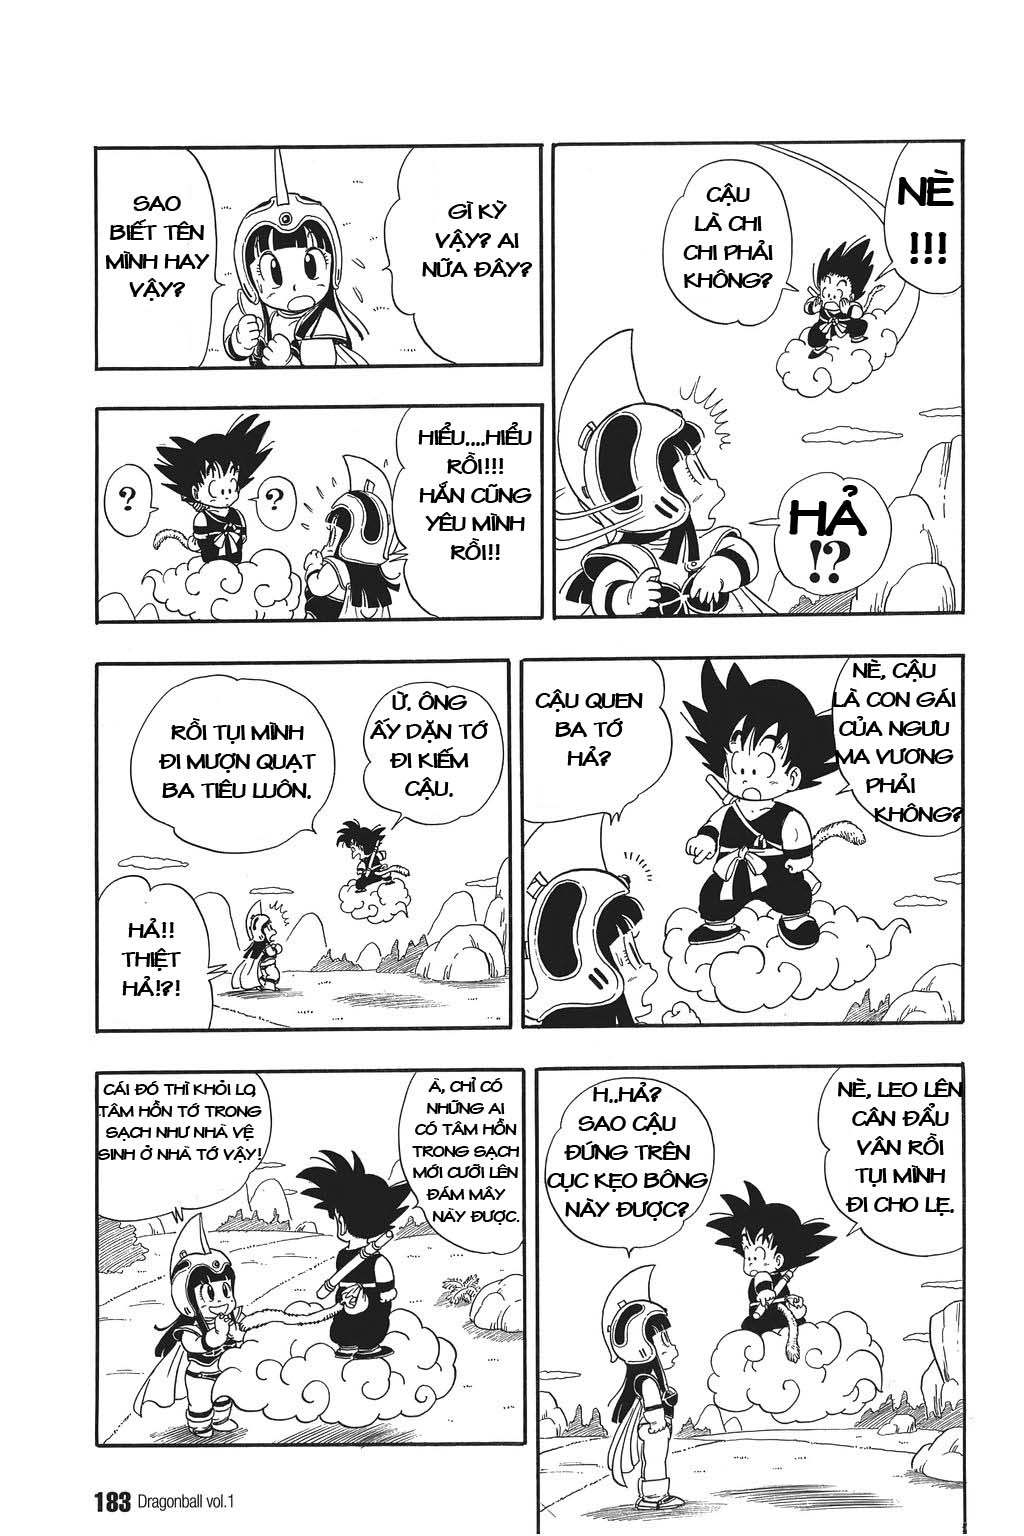 NÈ
!!!
CẬU
LÀ CHI
CHI PHẢI
KHÔNG?
HẢ
!?
GÌ KỲ
VẬY? AI
NỮA ĐÂY?
SAO
BIẾT TÊN
MÌNH HAY
VẬY?
HIỂU....HIỂU
RỒI!!!
HẮN CŨNG
YÊU MÌNH
RỒI!!
?
?
NÈ, CẬU
LÀ CON GÁI
CỦA NGƯU
MA VƯƠNG
PHẢI
KHÔNG?
CẬU QUEN
BA TỚ
HẢ?
Ừ. ÔNG
ẤY DẶN TỚ
ĐI KIẾM
CẬU.
RỒI TỤI MÌNH
ĐI MƯỢN QUẠT
BA TIÊU LUÔN.
HẢ!!
THIỆT
HẢ!?!
NÈ, LEO LÊN
CÂN ĐẨU
VÂN RỒI
TỤI MÌNH
ĐI CHO LẸ.
H..HẢ?
SAO CẬU
ĐỨNG TRÊN
CỤC KẸO BÔNG
NÀY ĐƯỢC?
À, CHỈ CÓ
NHỮNG AI
CÓ TÂM HỒN
TRONG SẠCH
MỚI CƯỠI LÊN
ĐÁM MÂY
NÀY ĐƯỢC.
CÁI ĐÓ THÌ KHỎI LO,
TÂM HỒN TỚ TRONG
SẠCH NHƯ NHÀ VỆ
SINH Ở NHÀ TỚ VẬY!
183 Dragonball vol.1